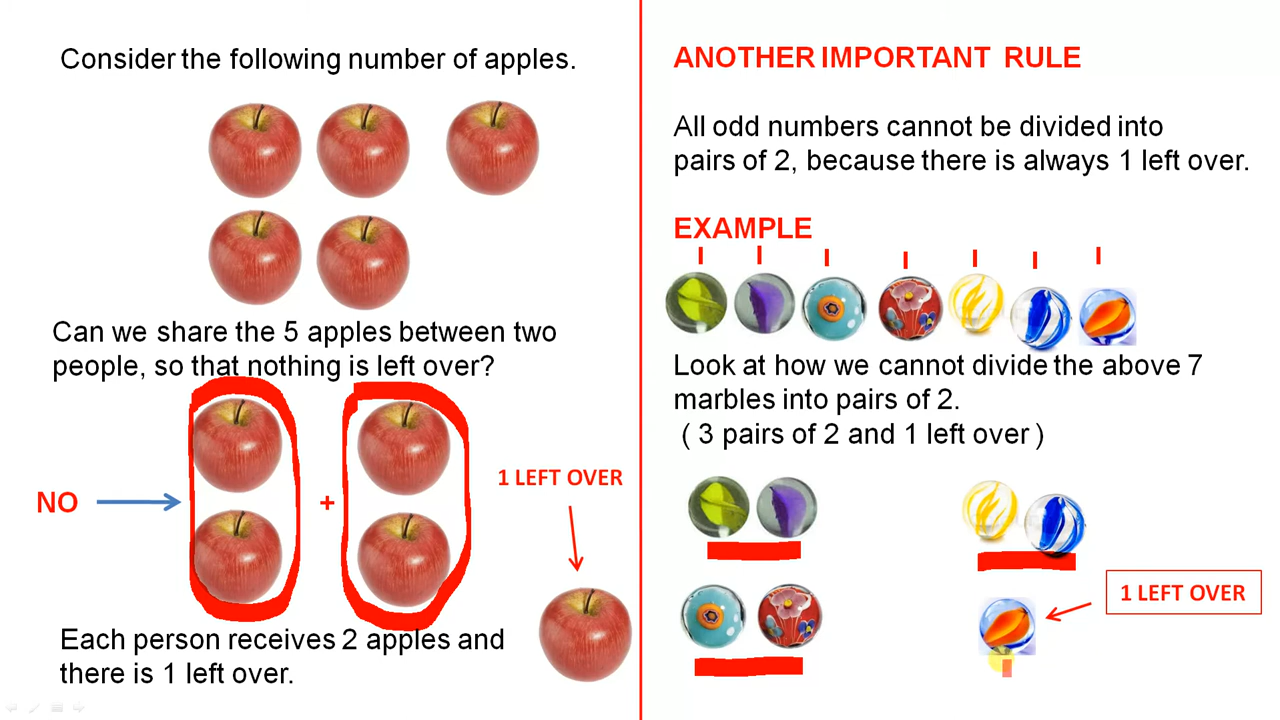 Consider the following number of apples.
Can we share the 5 apples between two
people, so that nothing is left over?
NO
+
1 LEFT OVER
Each person receives 2 apples and
there is 1 left over.
ANOTHER IMPORTANT RULE
All odd numbers cannot be divided into
pairs of 2, because there is always 1 left over.
EXAMPLE
Look at how we cannot divide the above 7
marbles into pairs of 2.
( 3 pairs of 2 and 1 left over )
1 LEFT OVER